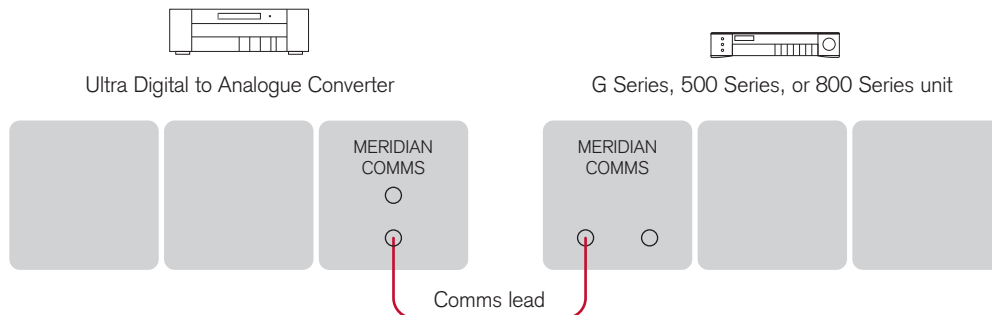 Ultra Digital to Analogue Converter
G Series, 500 Series, or 800 Series unit
MERIDIAN
COMMS
MERIDIAN
COMMS
Comms lead